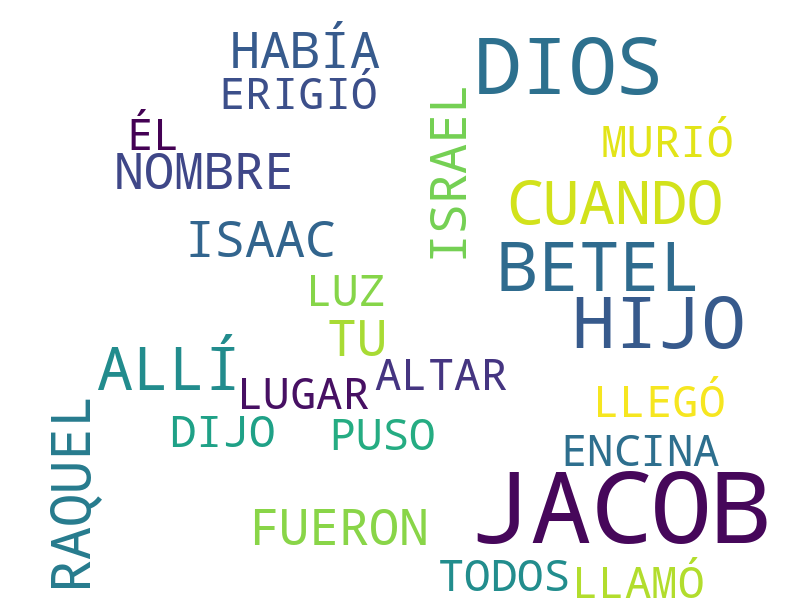 HABÍA
DIOS
ERIGIÓ
ÉL
MURIÓ
NOMBRE
ISRAEL
CUANDO
ISAAC
BETEL
LUZ
HIJO
TU
ALLÍ
ALTAR
LUGAR
LLEGÓ
DIJO
PUSO
ENCINA
RAQUEL
JACOB
FUERON
TODOS
LLAMÓ